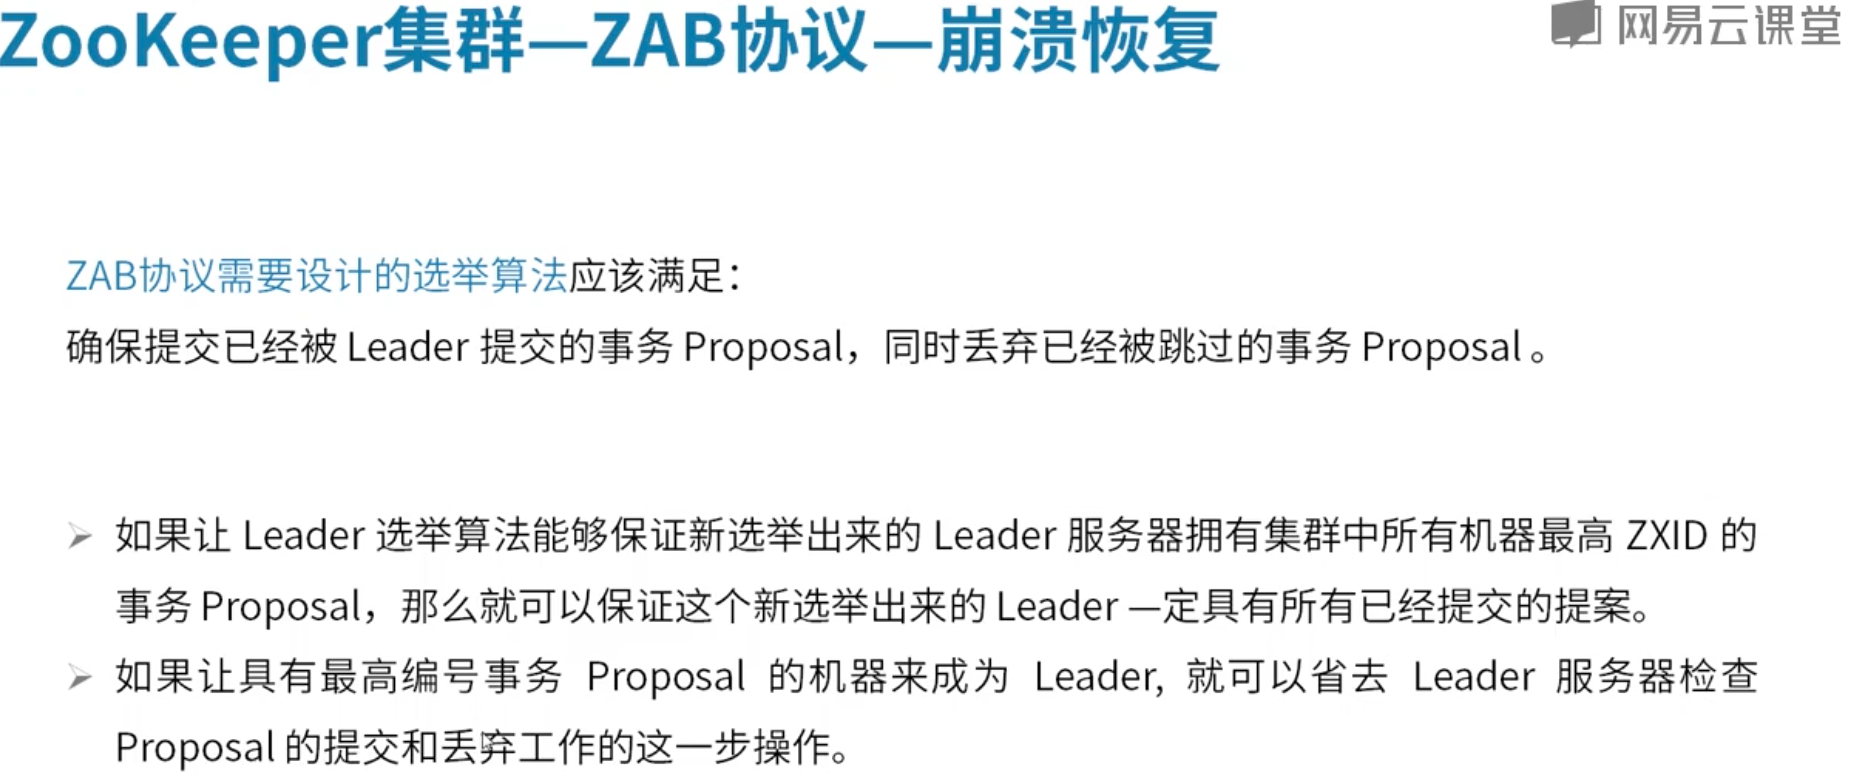 ZooKeeper集群—ZAB协议—崩溃恢复
网易云课堂
ZAB协议需要设计的选举算法应该满足：
确保提交已经被 Leader 提交的事务 Proposal，同时丢弃已经被跳过的事务 Proposal 。
如果让 Leader 选举算法能够保证新选举出来的 Leader 服务器拥有集群中所有机器最高 ZXID 的
事务 Proposal，那么就可以保证这个新选举出来的 Leader —定具有所有已经提交的提案。
如果让具有最高编号事务 Proposal 的机器来成为 Leader, 就可以省去 Leader 服务器检查
Proposal 的提交和丢弃工作的这一步操作。